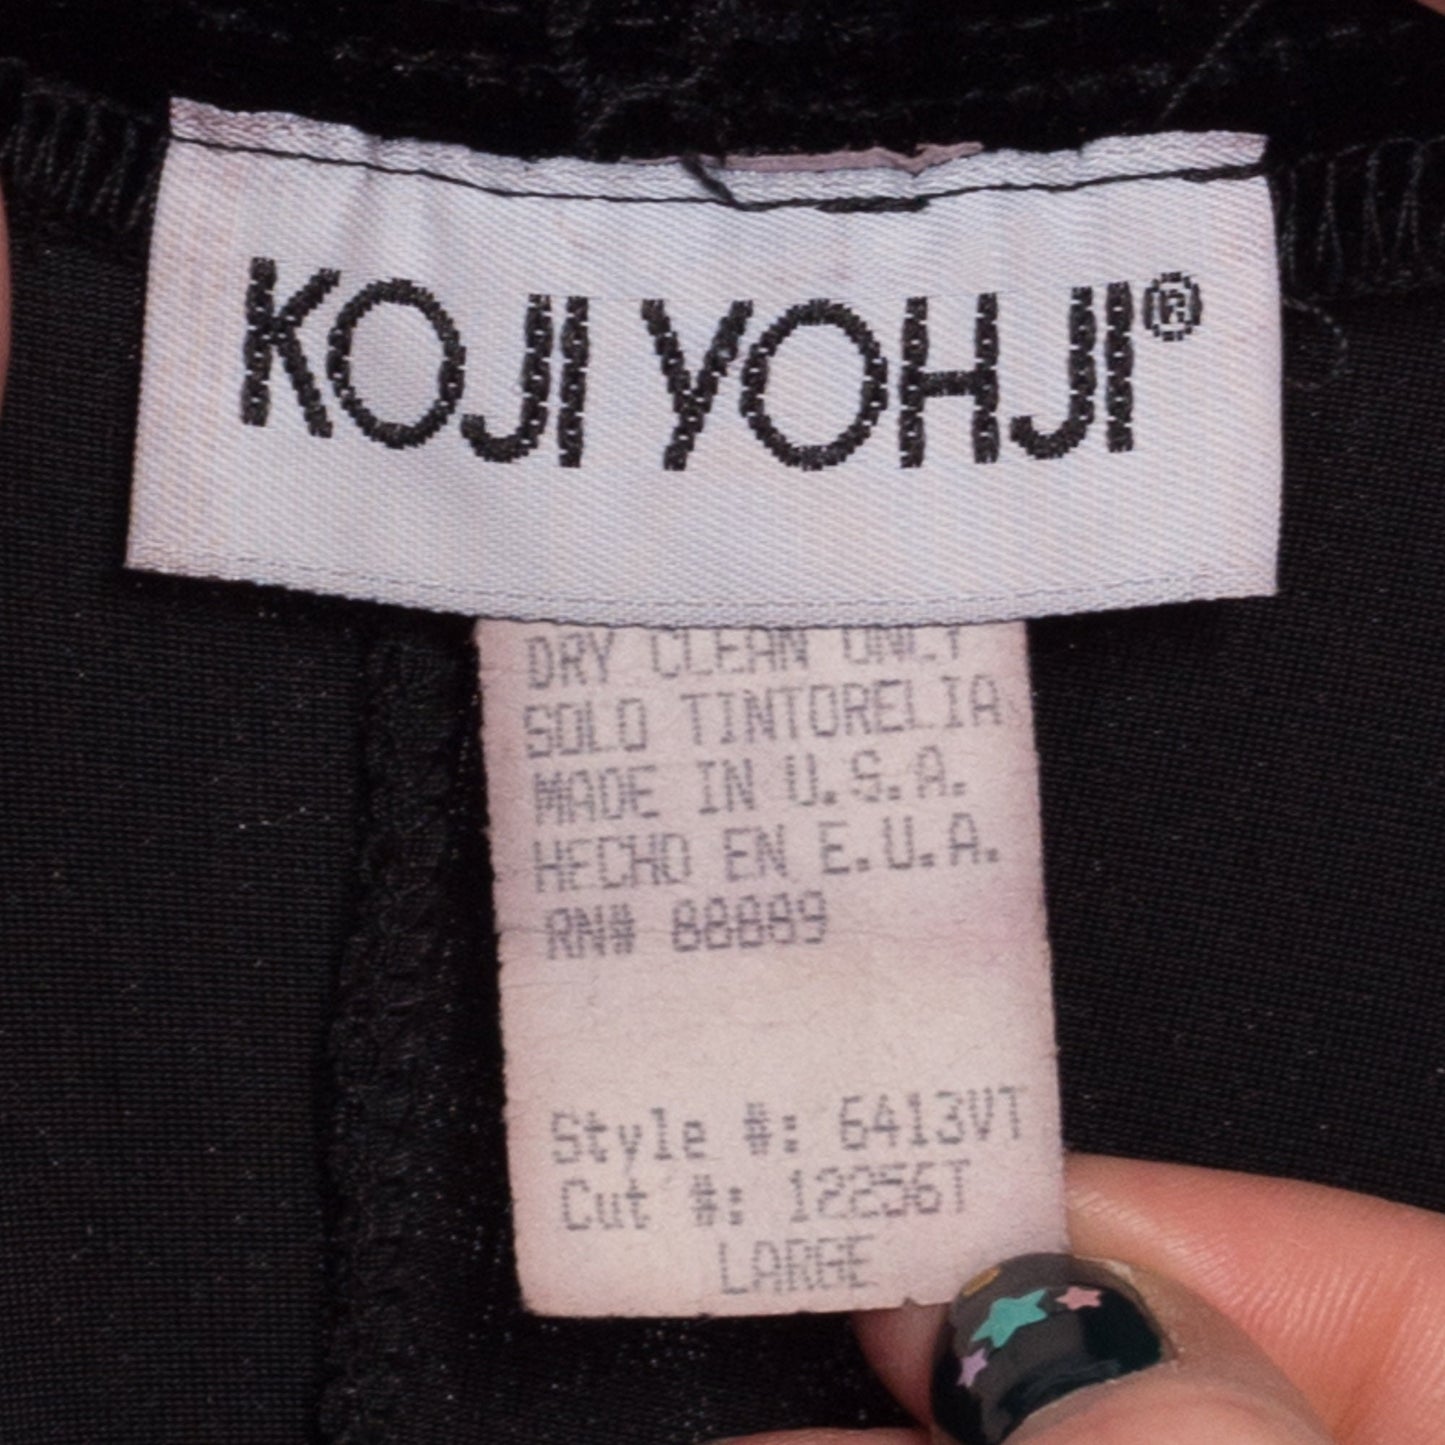 KOJI YOHJI®
DRY CLEAN ONLY
SOLO TINTORELIA
MADE IN U.S.A.
HECHO EN E.U.A.
RN# 88889
Style #: 6413VT
Cut #: 12256T
LARGE